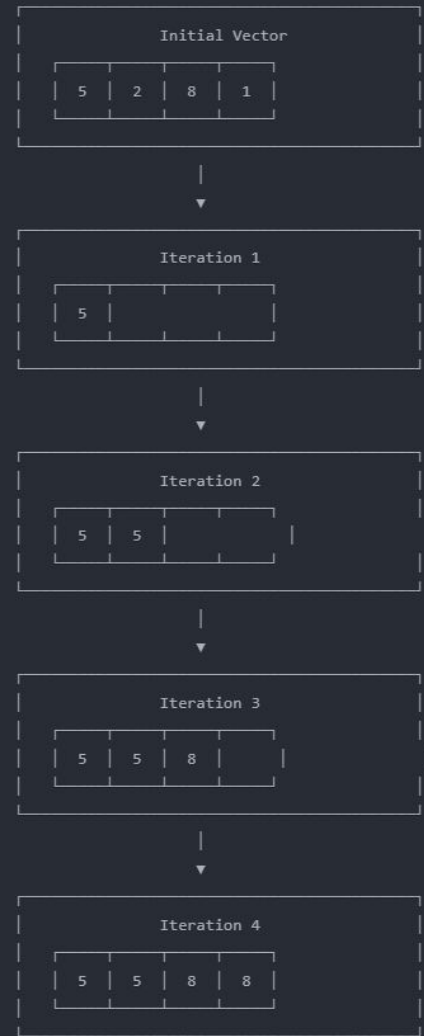 Initial Vector
5 2 8 1
Iteration 1
5
Iteration 2
5 5
Iteration 3
5 5 8
Iteration 4
5 5 8 8